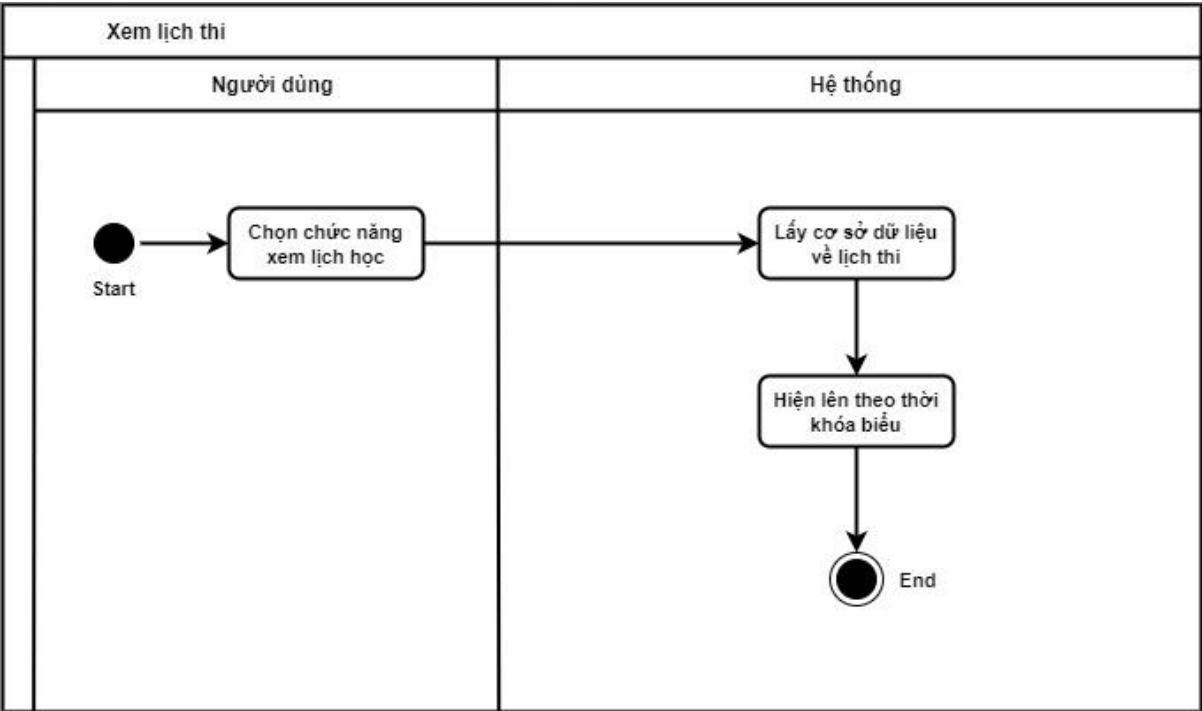 Xem lịch thi
Người dùng
Hệ thống
Start
Chọn chức năng
xem lịch học
Lấy cơ sở dữ liệu
về lịch thi
Hiện lên theo thời
khóa biểu
End